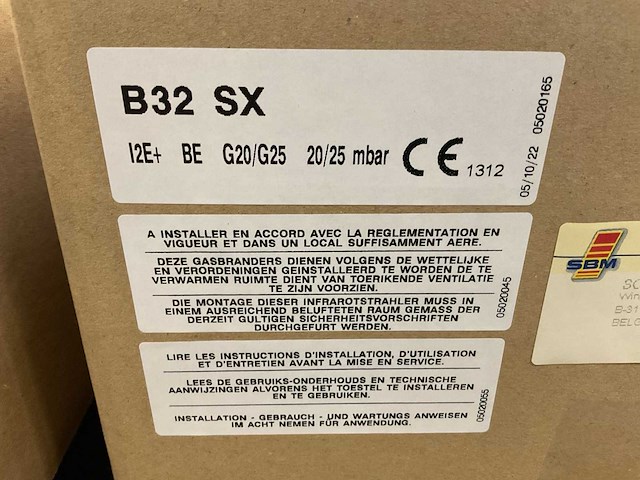 B32 SX
I2E+ BE G20/G25 20/25 mbar CE 1312
05/10/22 05020165
A INSTALLER EN ACCORD AVEC LA REGLEMENTATION EN
VIGUEUR ET DANS UN LOCAL SUFFISAMMENT AERE.
DEZE GASBRANDERS DIENEN VOLGENS DE WETTELIJKE
EN VERORDENINGEN GEINSTALLEERD TE WORDEN DE TE
VERWARMEN RUIMTE DIENT VAN TOERIKENDE VENTILATIE
TE ZIJN VOORZIEN.
DIE MONTAGE DIESER INFRAROTSTRAHLER MUSS IN
EINEM AUSREICHEND BELUFTETEN RAUM GEMASS DER
DERZEIT GULTIGEN SICHERHEITSVORSCHRIFTEN
DURCHGEFURT WERDEN.
05020045
LIRE LES INSTRUCTIONS D'INSTALLATION, D'UTILISATION
ET D'ENTRETIEN AVANT LA MISE EN SERVICE.
LEES DE GEBRUIKS-ONDERHOUDS EN TECHNISCHE
AANWIJZINGEN ALVORENS HET TOESTEL TE INSTALLEREN
EN TE GEBRUIKEN.
INSTALLATION - GEBRAUCH - UND WARTUNGS ANWEISEN
IM ACHT NEMEN FÜR ANWENDUNG.
05020055
SBM
B-31
BELG